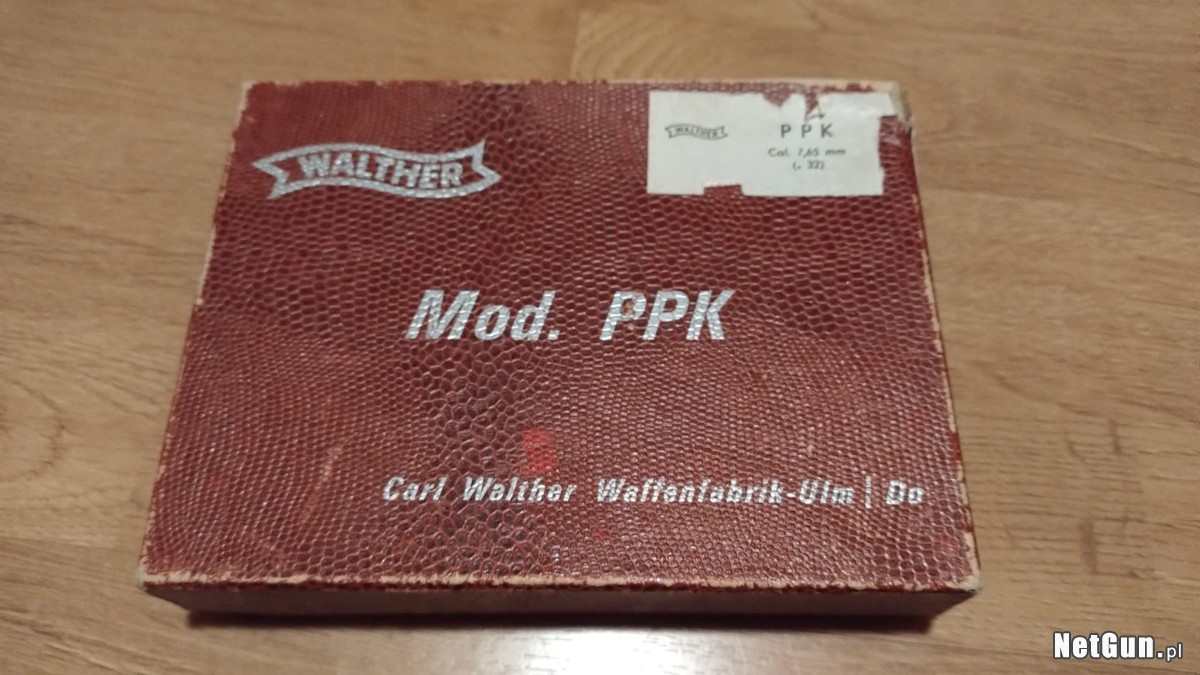 WALTHER
WALTHER
PPK
Cal. 7,65 mm
(. 32)
Mod. PPK
Carl Walther Waffenfabrik-Ulm | Do
NetGun.pl